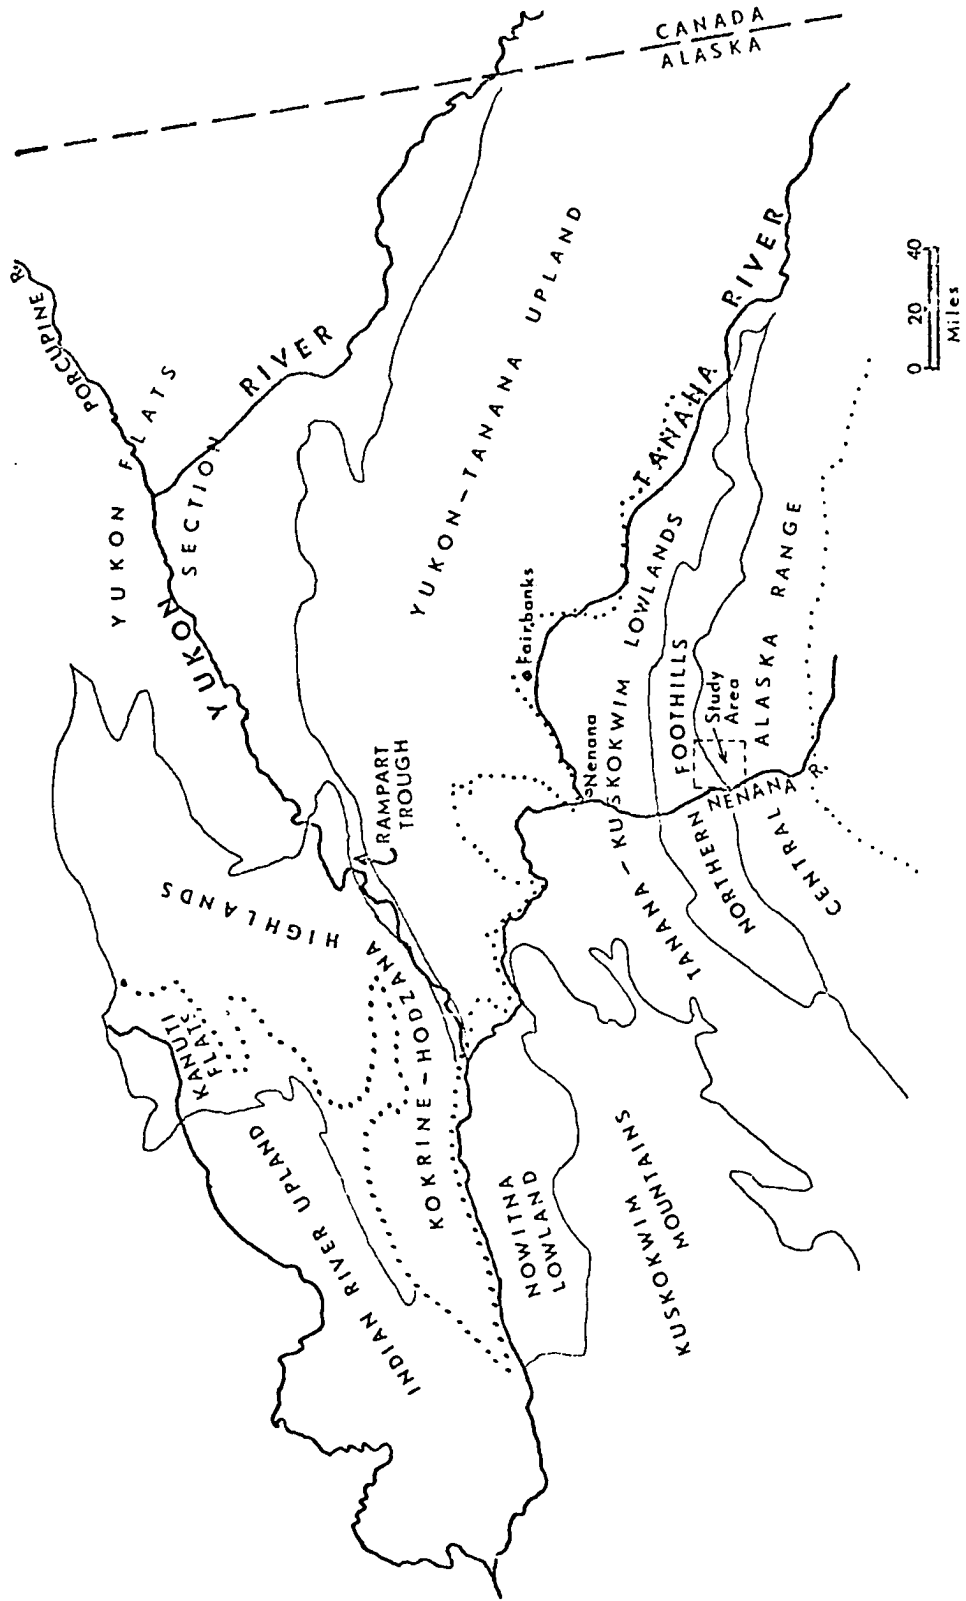 CANADA
ALASKA
PORCUPINE R.
YUKON FLATS
SECTION
YUKON RIVER
YUKON-TANANA UPLAND
RAMPART
TROUGH
KOKRINE-HODZANA HIGHLANDS
KANUTI
FLATS
INDIAN RIVER UPLAND
NOWITNA
LOWLAND
KUSKOKWIM
MOUNTAINS
Fairbanks
Nenana
TANANA RIVER
TANANA-KUSKOKWIM LOWLANDS
NORTHERN FOOTHILLS
Study
Area
NENANA R.
CENTRAL ALASKA RANGE
0 20 40
Miles